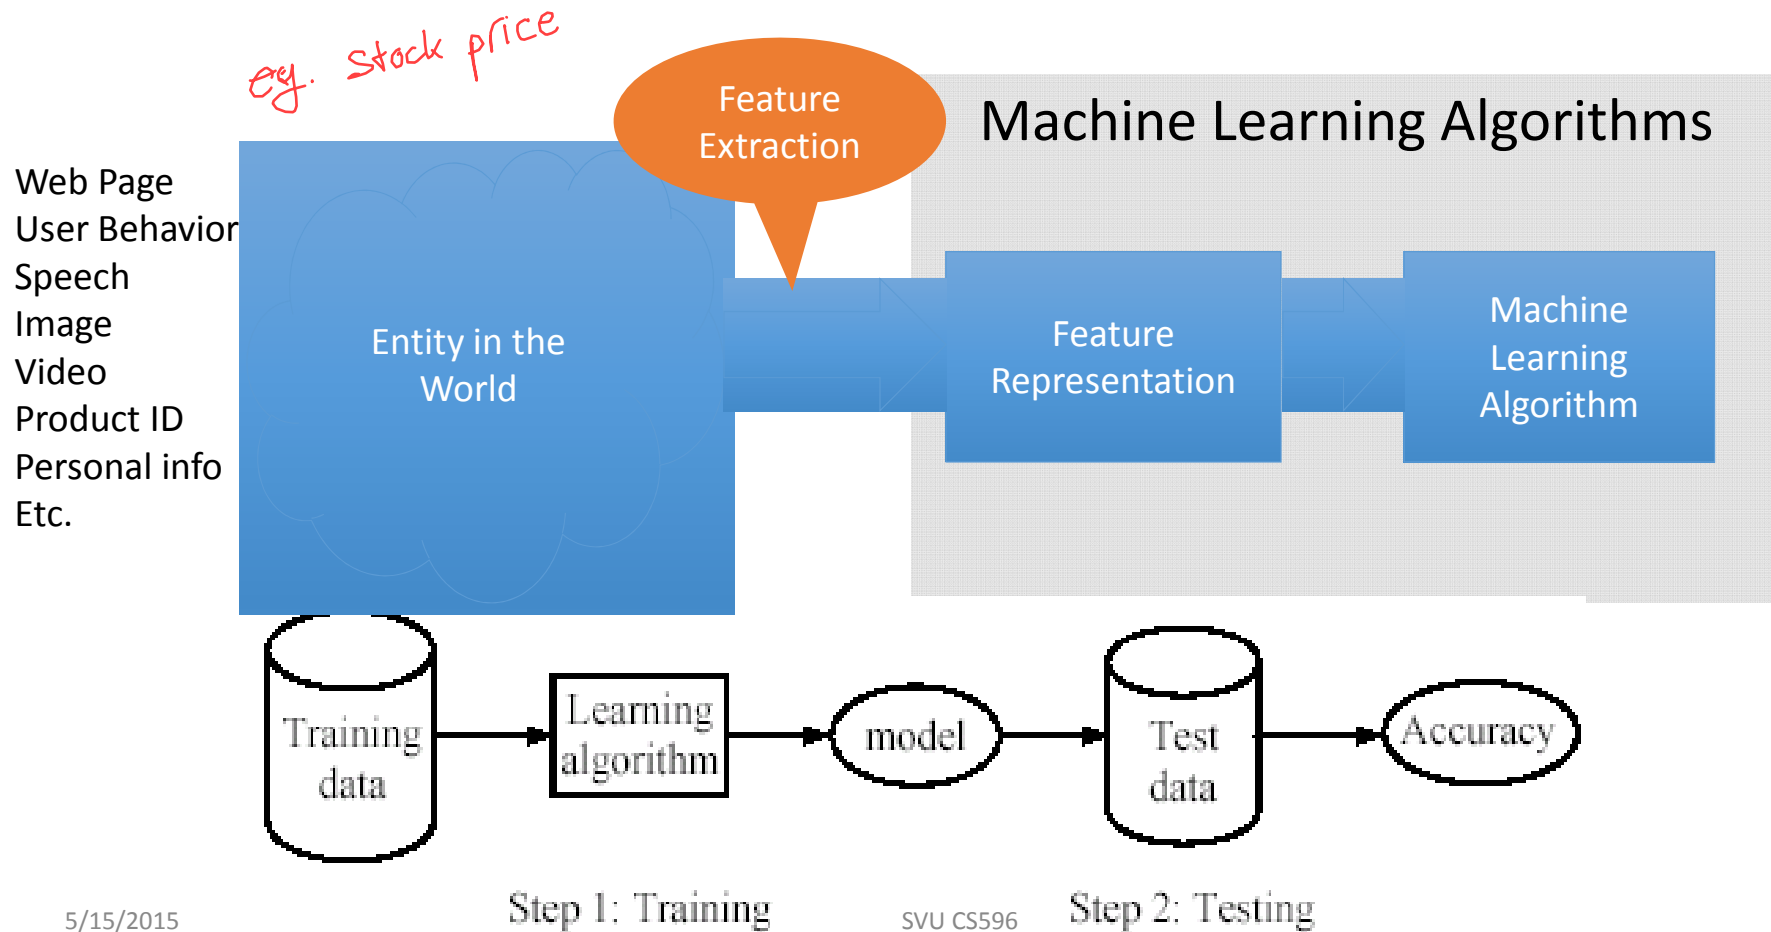 eg. stock price
Feature
Extraction
Machine Learning Algorithms
Web Page
User Behavior
Speech
Image
Video
Product ID
Personal info
Etc.
Entity in the
World
Feature
Representation
Machine
Learning
Algorithm
Training
data
Learning
algorithm
model
Test
data
Accuracy
Step 1: Training
Step 2: Testing
5/15/2015
SVU CS596